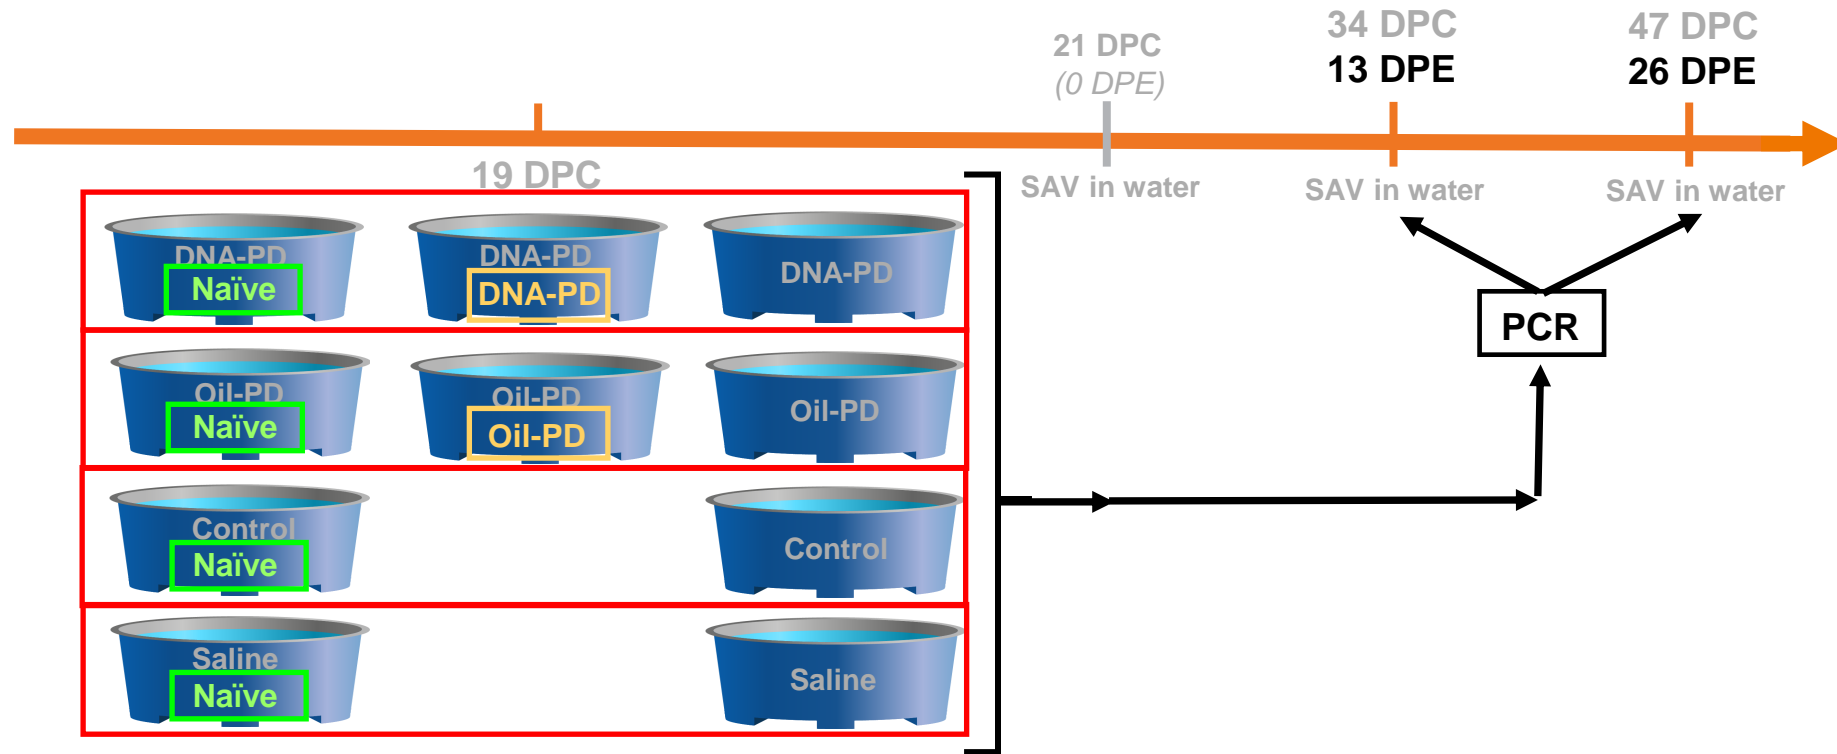 34 DPC
47 DPC
21 DPC
13 DPE
26 DPE
(0 DPE)
19 DPC
SAV in water
SAV in water
SAV in water
DNA-PD
Naïve
DNA-PD
DNA-PD
DNA-PD
PCR
Oil-PD
Naïve
Oil-PD
Oil-PD
Oil-PD
Control
Naïve
Control
Saline
Naïve
Saline